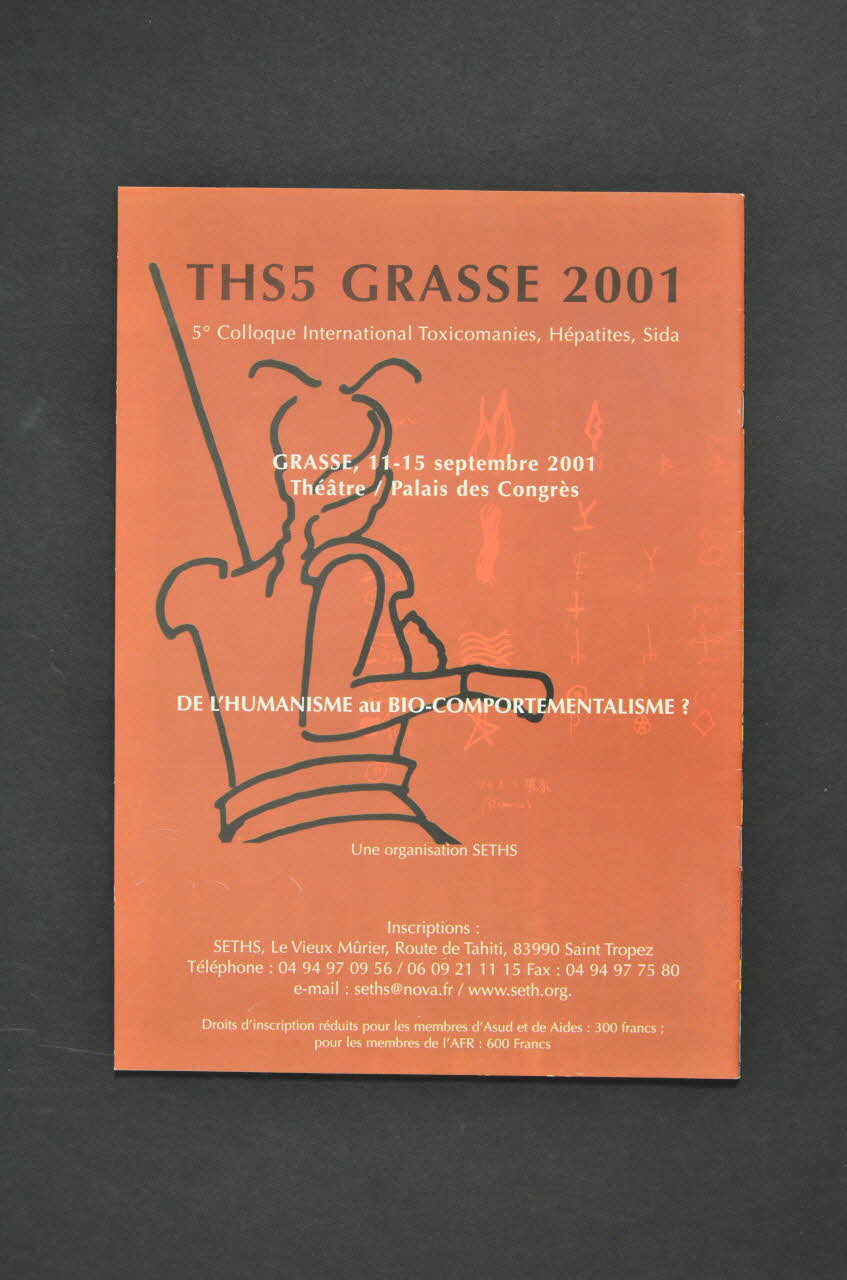 THS5 GRASSE 2001
5° Colloque International Toxicomanies, Hépatites, Sida
GRASSE, 11-15 septembre 2001
Théâtre / Palais des Congrès
DE L'HUMANISME au BIO-COMPORTEMENTALISME ?
Une organisation SETHS
Inscriptions :
SETHS, Le Vieux Mûrier, Route de Tahiti, 83990 Saint Tropez
Téléphone : 04 94 97 09 56 / 06 09 21 11 15 Fax : 04 94 97 75 80
e-mail : seths@nova.fr / www.seth.org.
Droits d'inscription réduits pour les membres d'Asud et de Aides : 300 francs ;
pour les membres de l'AFR : 600 Francs